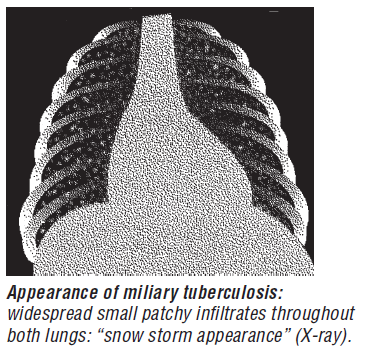 Appearance of miliary tuberculosis:
widespread small patchy infiltrates throughout
both lungs: “snow storm appearance” (X-ray).